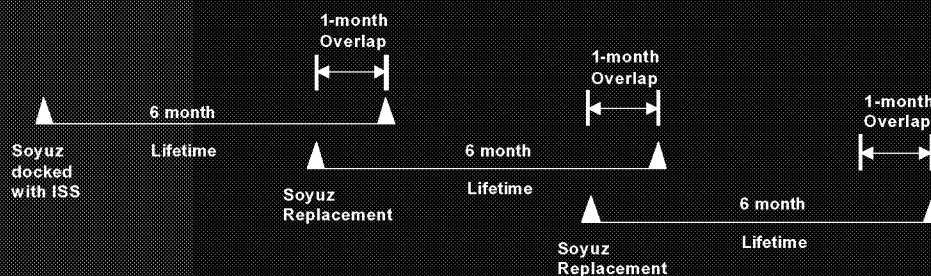 1-month
Overlap
6 month
Lifetime
Soyuz
docked
with ISS
1-month
Overlap
6 month
Lifetime
Soyuz
Replacement
1-month
Overlap
6 month
Lifetime
Soyuz
Replacement